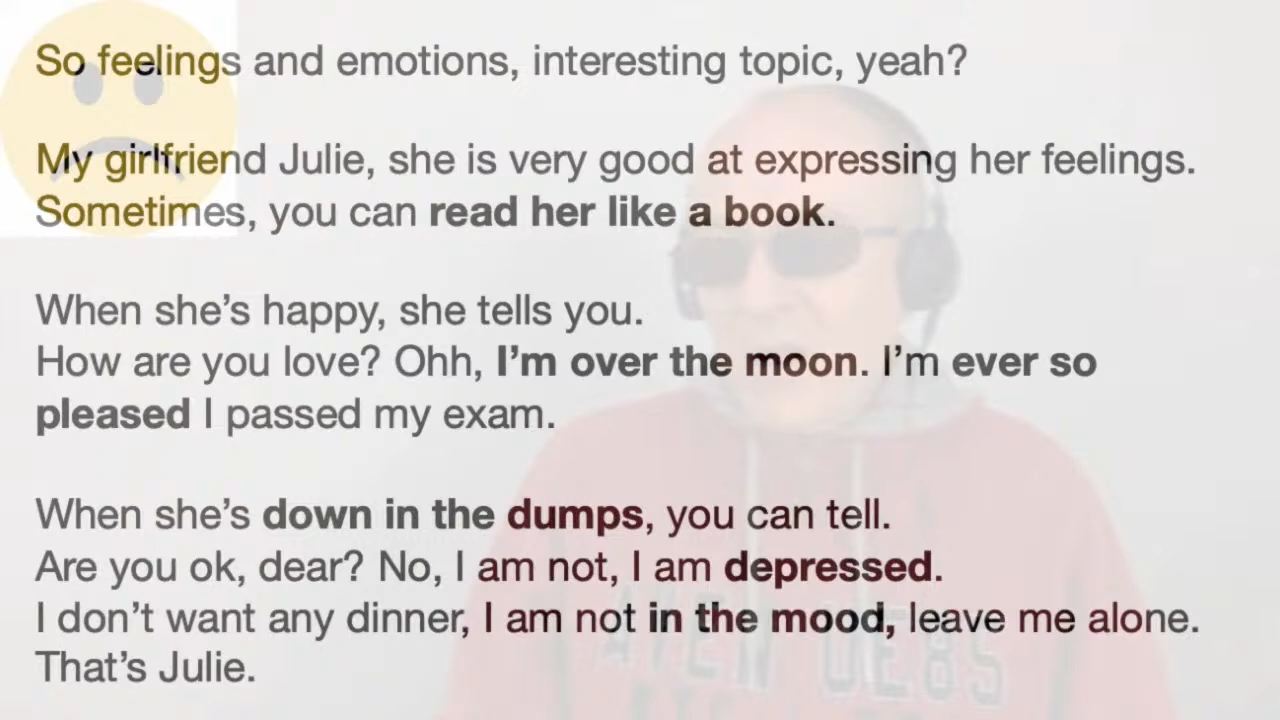 So feelings and emotions, interesting topic, yeah?
My girlfriend Julie, she is very good at expressing her feelings.
Sometimes, you can read her like a book.
When she’s happy, she tells you.
How are you love? Ohh, I’m over the moon. I’m ever so
pleased I passed my exam.
When she’s down in the dumps, you can tell.
Are you ok, dear? No, I am not, I am depressed.
I don’t want any dinner, I am not in the mood, leave me alone.
That’s Julie.